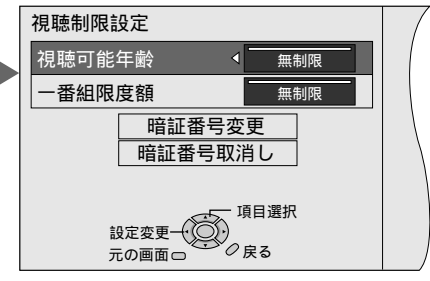 視聴制限設定
視聴可能年齢 無制限
一番組限度額 無制限
暗証番号変更
暗証番号取消し
項目選択
設定変更
元の画面 戻る